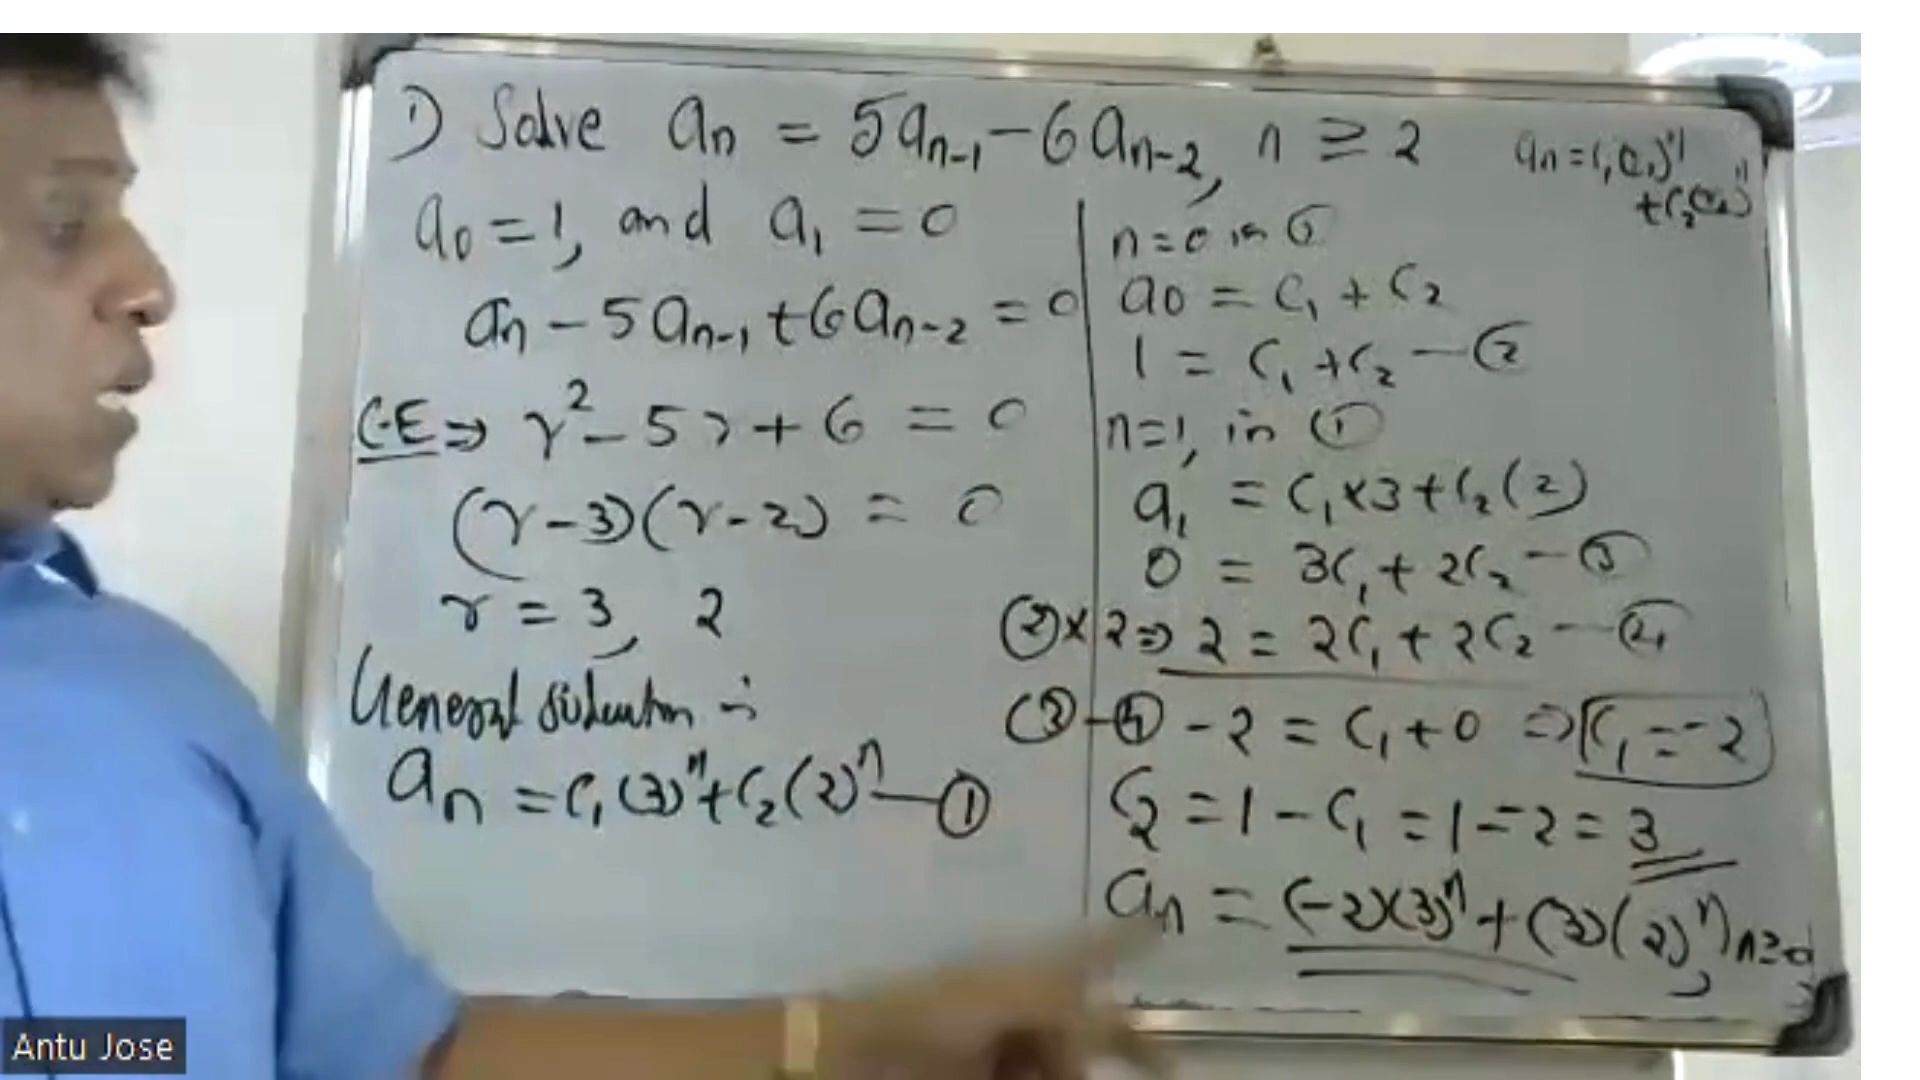 1) Solve aₙ = 5aₙ₋₁ - 6aₙ₋₂, n ≥ 2
a₀ = 1, and a₁ = 0
aₙ - 5aₙ₋₁ + 6aₙ₋₂ = 0
C.E ⇒ r² - 5r + 6 = 0
(r-3)(r-2) = 0
r = 3, 2
General solution is
aₙ = C₁(3)ⁿ + C₂(2)ⁿ — ①
aₙ = C₁(r₁)ⁿ
+ C₂(r₂)ⁿ
n = 0 in ①
a₀ = C₁ + C₂
1 = C₁ + C₂ — ②
n = 1, in ①
a₁ = C₁×3 + C₂(2)
0 = 3C₁ + 2C₂ — ③
②×2 ⇒ 2 = 2C₁ + 2C₂ — ④
③-④ -2 = C₁ + 0 ⇒ C₁ = -2
C₂ = 1 - C₁ = 1 - -2 = 3
aₙ = (-2)(3)ⁿ + (3)(2)ⁿ, n ≥ 0
Antu Jose